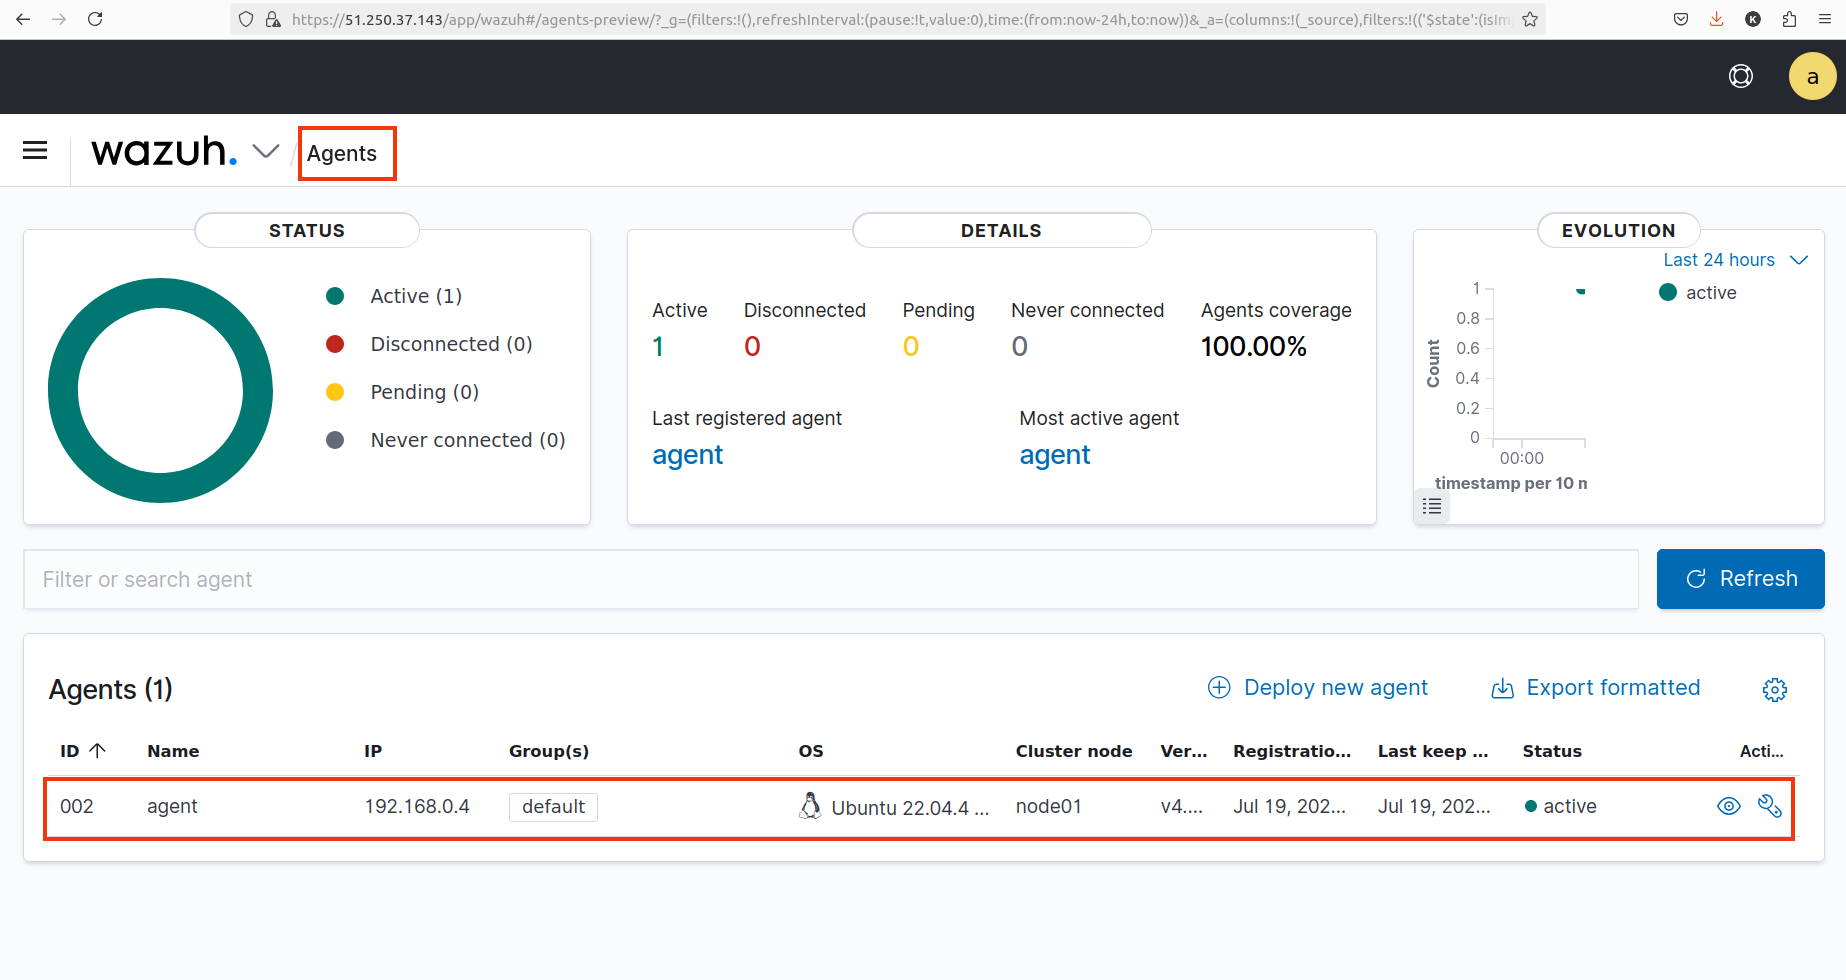 https://51.250.37.143/app/wazuh#/agents-preview/?_g=(filters:!(),refreshInterval:(pause:!t,value:0),time:(from:now-24h,to:now))&_a=(columns:!(_source),filters:!(('$state':(isIm
K
a
wazuh. / Agents
STATUS
Active (1)
Disconnected (0)
Pending (0)
Never connected (0)
DETAILS
Active Disconnected Pending Never connected Agents coverage
1 0 0 0 100.00%
Last registered agent Most active agent
agent agent
EVOLUTION
Last 24 hours
active
1
0.8
0.6
0.4
0.2
0
Count
00:00
timestamp per 10 m
Filter or search agent
Refresh
Agents (1)
Deploy new agent
Export formatted
ID Name IP Group(s) OS Cluster node Ver... Registratio... Last keep ... Status Acti...
002 agent 192.168.0.4 default Ubuntu 22.04.4 ... node01 v4.... Jul 19, 202... Jul 19, 202... active